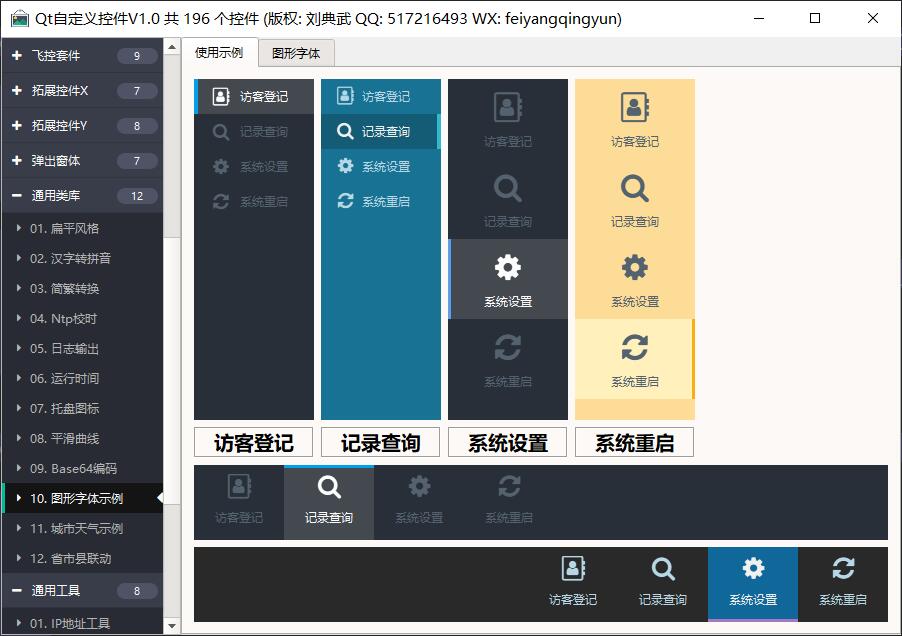 Qt自定义控件V1.0 共 196 个控件 (版权: 刘典武 QQ: 517216493 WX: feiyangqingyun)
飞控套件 9
拓展控件X 7
拓展控件Y 8
弹出窗体 7
通用类库 12
01. 扁平风格
02. 汉字转拼音
03. 简繁转换
04. Ntp校时
05. 日志输出
06. 运行时间
07. 托盘图标
08. 平滑曲线
09. Base64编码
10. 图形字体示例
11. 城市天气示例
12. 省市县联动
通用工具 8
01. IP地址工具
使用示例 图形字体
访客登记
记录查询
系统设置
系统重启
访客登记
记录查询
系统设置
系统重启
访客登记
记录查询
系统设置
系统重启
访客登记
记录查询
系统设置
系统重启
访客登记 记录查询 系统设置 系统重启
访客登记 记录查询 系统设置 系统重启
访客登记 记录查询 系统设置 系统重启